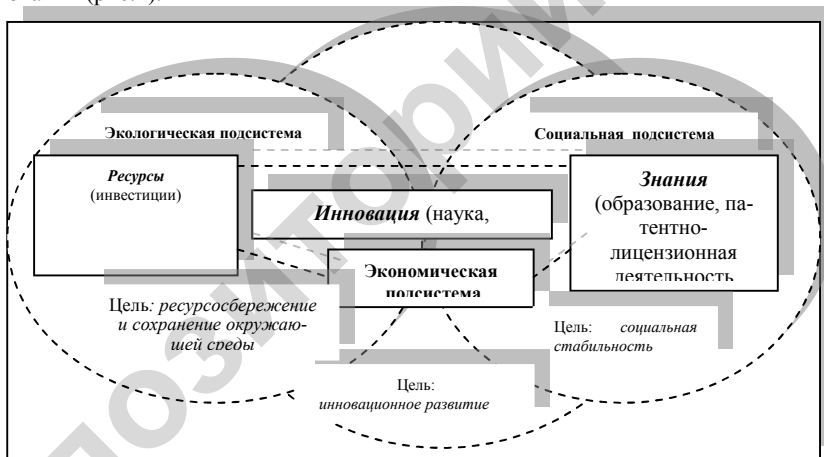 Экологическая подсистема
Социальная подсистема
Ресурсы
(инвестиции)
Инновация (наука,
Знания
(образование, па-
тентно-
лицензионная
деятельность
Экономическая
подсистема
Цель: ресурсосбережение
и сохранение окружаю-
щей среды
Цель: социальная
стабильность
Цель:
инновационное развитие